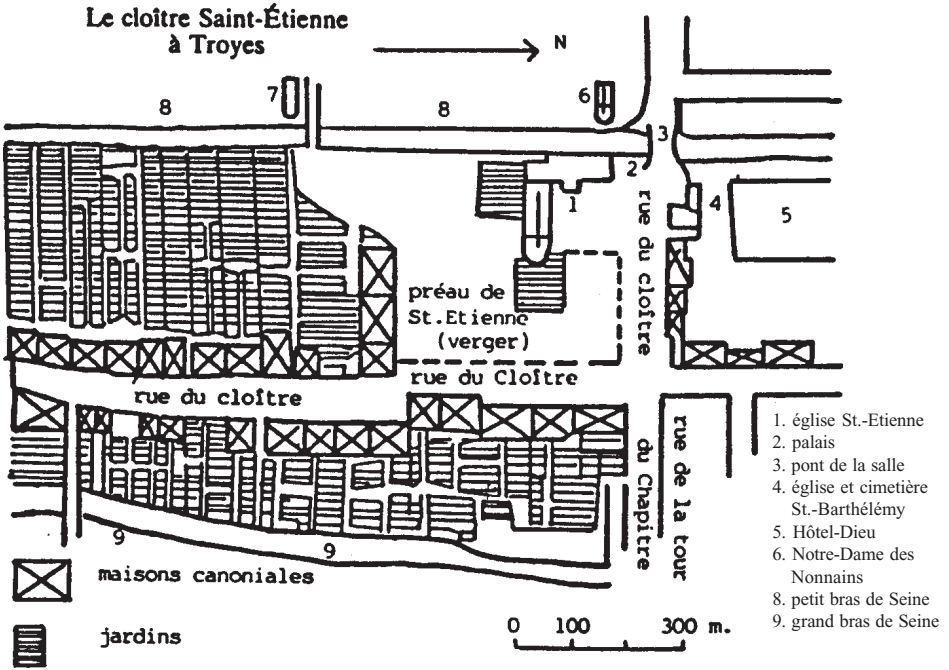 Le cloître Saint-Étienne
à Troyes
N
8
7
8
6
3
2
1
4
5
rue du cloître
préau de
St.Etienne
(verger)
rue du Cloître
rue du cloître
rue de la tour
du Chapitre
9
9
maisons canoniales
jardins
0 100 300 m.
1. église St.-Etienne
2. palais
3. pont de la salle
4. église et cimetière
St.-Barthélémy
5. Hôtel-Dieu
6. Notre-Dame des
Nonnains
8. petit bras de Seine
9. grand bras de Seine